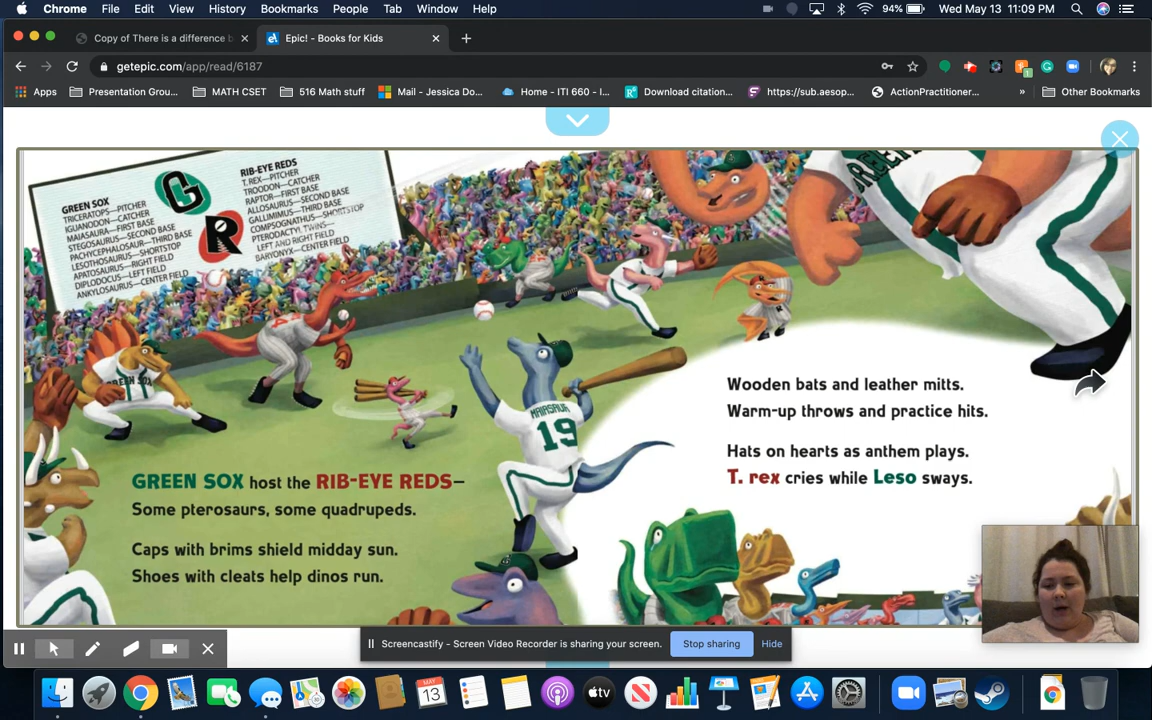 Chrome File Edit View History Bookmarks People Tab Window Help 94% Wed May 13 11:09 PM
Copy of There is a difference b Epic! - Books for Kids
getepic.com/app/read/6187
Apps Presentation Grou... MATH CSET 516 Math stuff Mail - Jessica Do... Home - ITI 660 - I... Download citation... https://sub.aesop... ActionPractitioner... » Other Bookmarks
GREEN SOX
TRICERATOPS—PITCHER
IGUANODON—CATCHER
MAIASAURA—FIRST BASE
STEGOSAURUS—SECOND BASE
PACHYCEPHALOSAUR—THIRD BASE
LESOTHOSAURUS—SHORTSTOP
APATOSAURUS—RIGHT FIELD
DIPLODOCUS—LEFT FIELD
ANKYLOSAURUS—CENTER FIELD
G
R
RIB-EYE REDS
T. REX—PITCHER
TROODON—CATCHER
RAPTOR—FIRST BASE
ALLOSAURUS—SECOND BASE
GALLIMIMUS—THIRD BASE
COMPSOGNATHUS—SHORTSTOP
PTERODACTYL TWINS—
LEFT AND RIGHT FIELD
BARYONYX—CENTER FIELD
GREEN SOX
MAIASAUR
19
GREEN SOX host the RIB-EYE REDS—
Some pterosaurs, some quadrupeds.
Caps with brims shield midday sun.
Shoes with cleats help dinos run.
Wooden bats and leather mitts.
Warm-up throws and practice hits.
Hats on hearts as anthem plays.
T. rex cries while Leso sways.
Screencastify - Screen Video Recorder is sharing your screen. Stop sharing Hide
MAY
13
tv